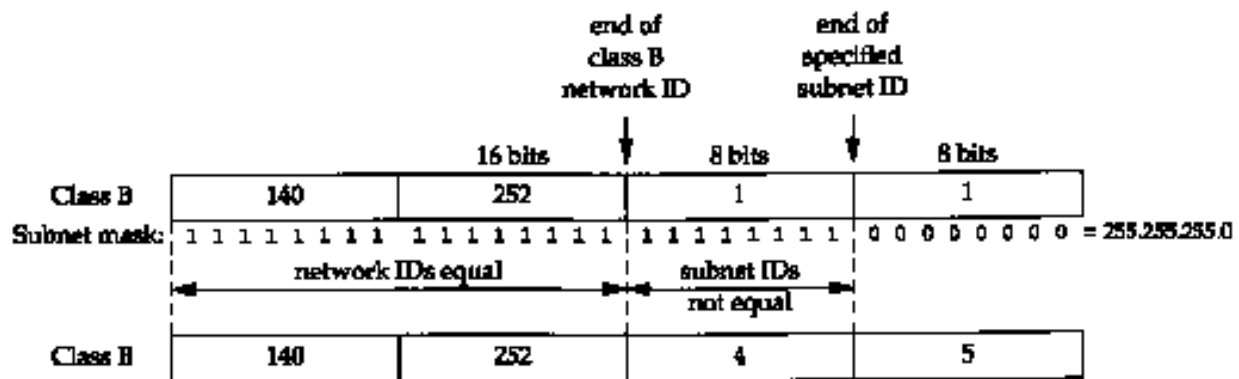 end of
class B
network ID
end of
specified
subnet ID
16 bits
8 bits
8 bits
Class B
140
252
1
1
Subnet mask: 1 1 1 1 1 1 1 1 1 1 1 1 1 1 1 1 1 1 1 1 1 1 1 1 0 0 0 0 0 0 0 0 = 255.255.255.0
network IDs equal
subnet IDs
not equal
Class B
140
252
4
5